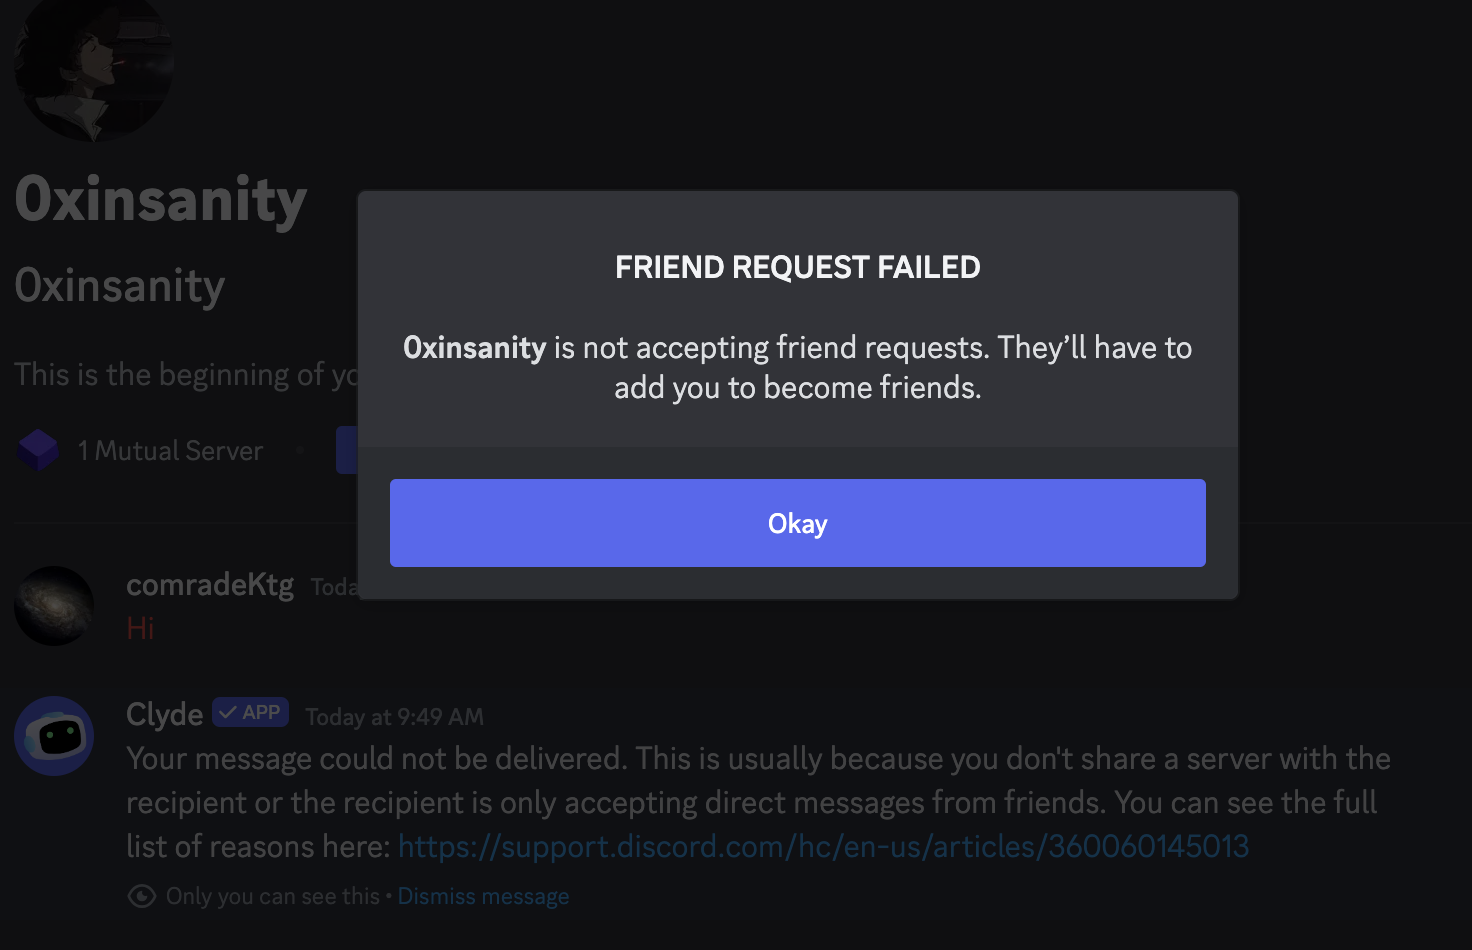 0xinsanity
0xinsanity
This is the beginning of yo
1 Mutual Server
FRIEND REQUEST FAILED
0xinsanity is not accepting friend requests. They’ll have to
add you to become friends.
Okay
comradeKtg Toda
Hi
Clyde ✓ APP Today at 9:49 AM
Your message could not be delivered. This is usually because you don't share a server with the
recipient or the recipient is only accepting direct messages from friends. You can see the full
list of reasons here: https://support.discord.com/hc/en-us/articles/360060145013
Only you can see this • Dismiss message